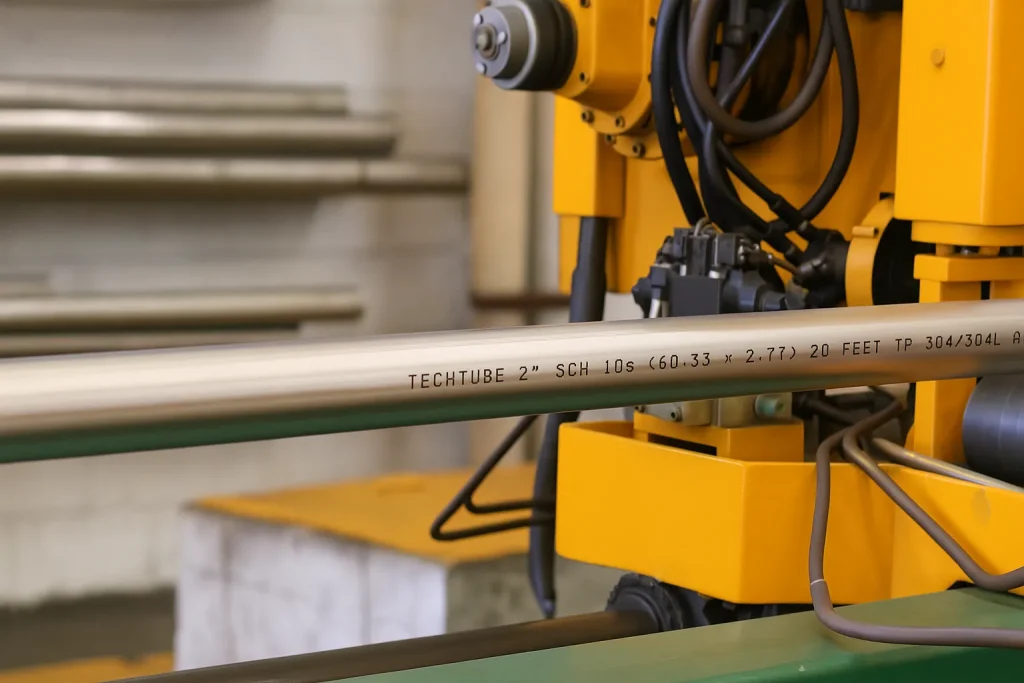 TECHTUBE 2” SCH 10s (60.33 x 2.77) 20 FEET TP 304/304L A